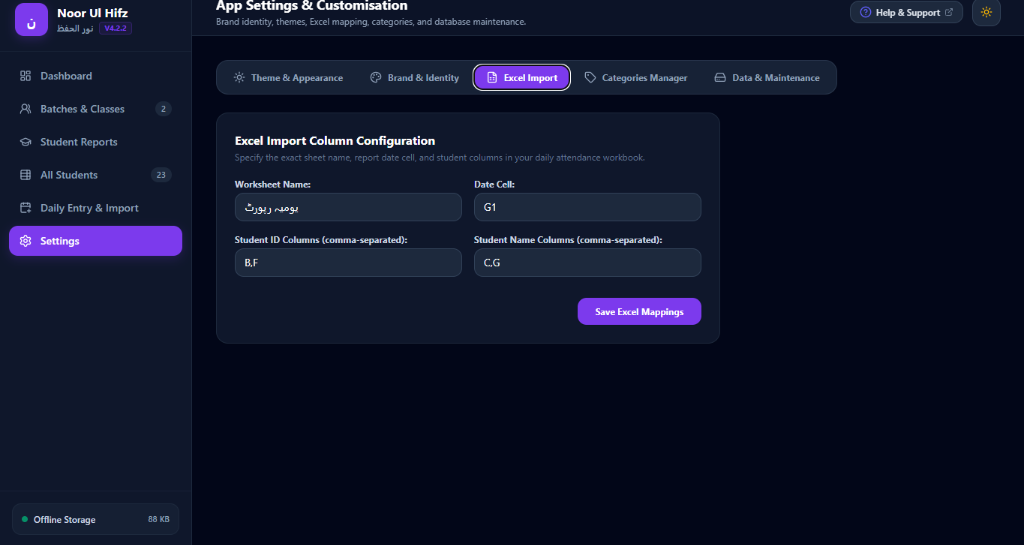 ن
Noor Ul Hifz
نور الحفظ
V4.2.2
Dashboard
Batches & Classes
2
Student Reports
All Students
23
Daily Entry & Import
Settings
Offline Storage
88 KB
App Settings & Customisation
Brand identity, themes, Excel mapping, categories, and database maintenance.
Help & Support
Theme & Appearance
Brand & Identity
Excel Import
Categories Manager
Data & Maintenance
Excel Import Column Configuration
Specify the exact sheet name, report date cell, and student columns in your daily attendance workbook.
Worksheet Name:
یومیہ رپورٹ
Date Cell:
G1
Student ID Columns (comma-separated):
B,F
Student Name Columns (comma-separated):
C,G
Save Excel Mappings